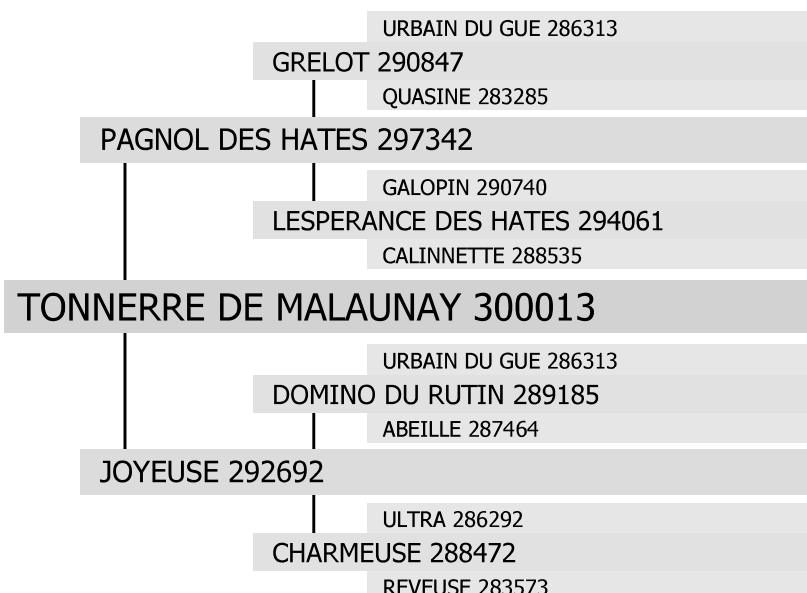 URBAIN DU GUE 286313
GRELOT 290847
QUASINE 283285
PAGNOL DES HATES 297342
GALOPIN 290740
LESPERANCE DES HATES 294061
CALINNETTE 288535
TONNERRE DE MALAUNAY 300013
URBAIN DU GUE 286313
DOMINO DU RUTIN 289185
ABEILLE 287464
JOYEUSE 292692
ULTRA 286292
CHARMEUSE 288472
REVEUSE 283573